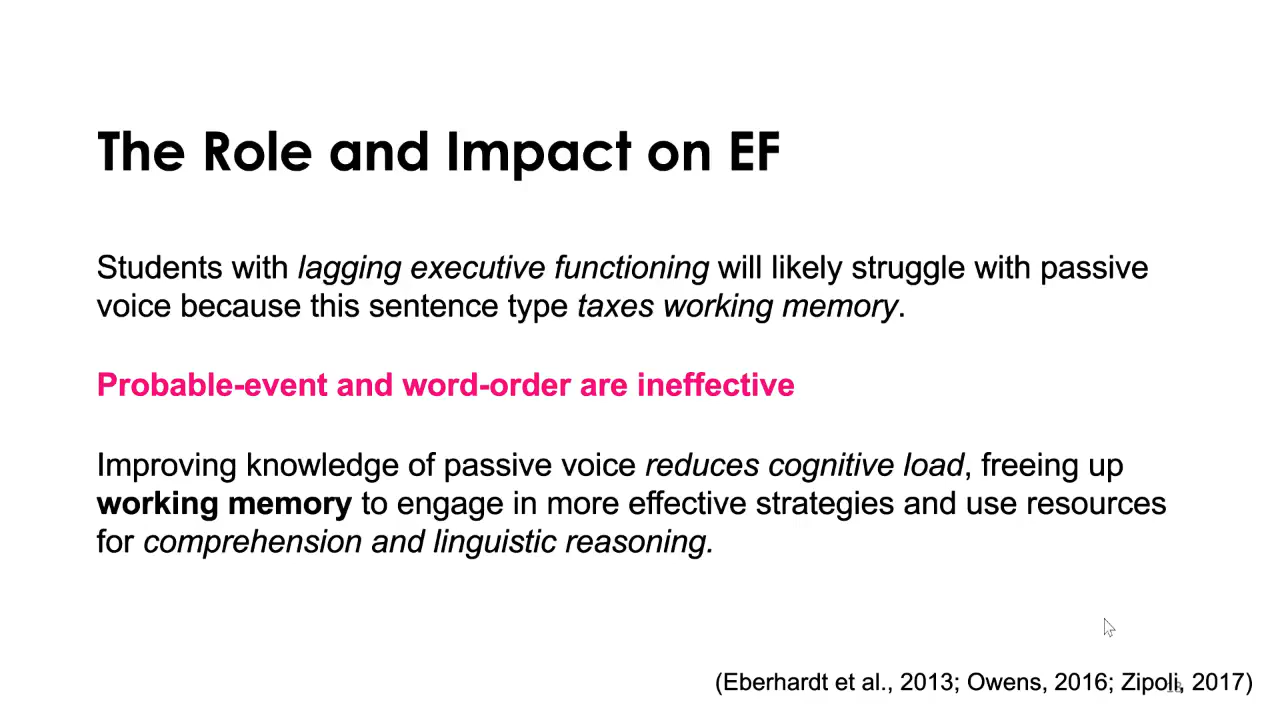 The Role and Impact on EF
Students with lagging executive functioning will likely struggle with passive
voice because this sentence type taxes working memory.
Probable-event and word-order are ineffective
Improving knowledge of passive voice reduces cognitive load, freeing up
working memory to engage in more effective strategies and use resources
for comprehension and linguistic reasoning.
(Eberhardt et al., 2013; Owens, 2016; Zipoli, 2017)